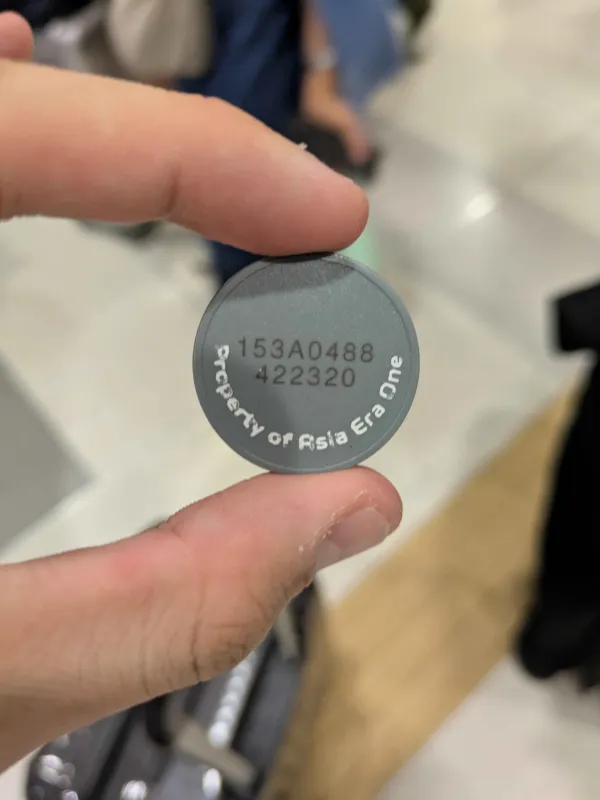 153A0488
422320
Property of Asia Era One